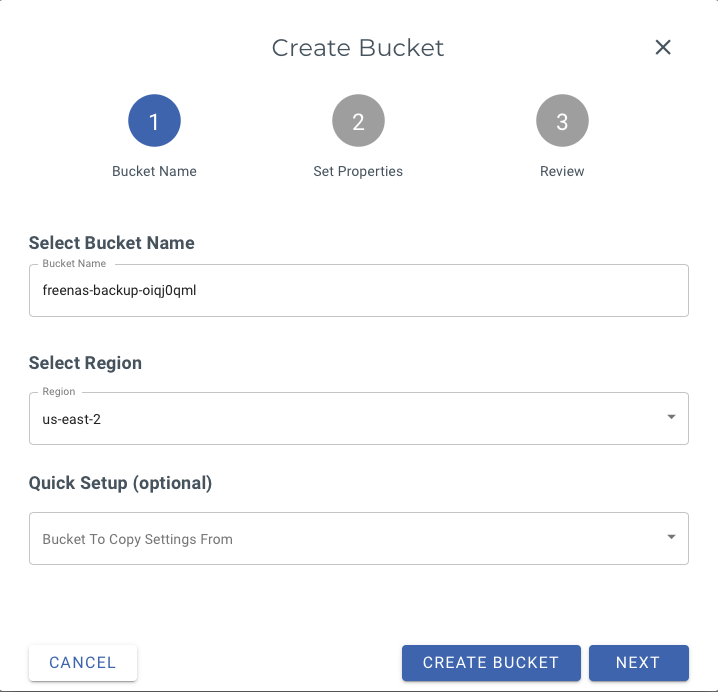 Create Bucket
1
2
3
Bucket Name
Set Properties
Review
Select Bucket Name
Bucket Name
freenas-backup-oiqj0qml
Select Region
Region
us-east-2
Quick Setup (optional)
Bucket To Copy Settings From
CANCEL
CREATE BUCKET
NEXT